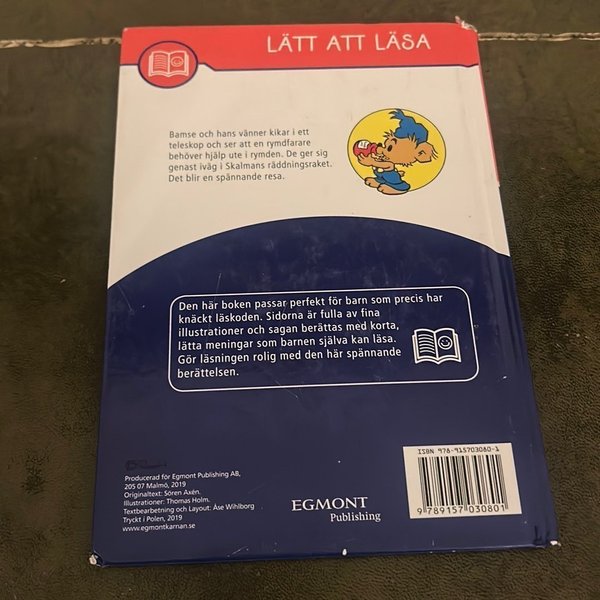 LÄTT ATT LÄSA
Bamse och hans vänner kikar i ett
teleskop och ser att en rymdfarare
behöver hjälp ute i rymden. De ger sig
genast iväg i Skalmans räddningsraket.
Det blir en spännande resa.
Den här boken passar perfekt för barn som precis har
knäckt läskoden. Sidorna är fulla av fina
illustrationer och sagan berättas med korta,
lätta meningar som barnen själva kan läsa.
Gör läsningen rolig med den här spännande
berättelsen.
Producerad för Egmont Publishing AB,
205 07 Malmö, 2019
Originaltext: Sören Axén.
Illustrationer: Thomas Holm.
Textbearbetning och Layout: Åse Wihlborg
Tryckt i Polen, 2019
www.egmontkarnan.se
EGMONT
Publishing
ISBN 978-915703080-1
9 789157 030801